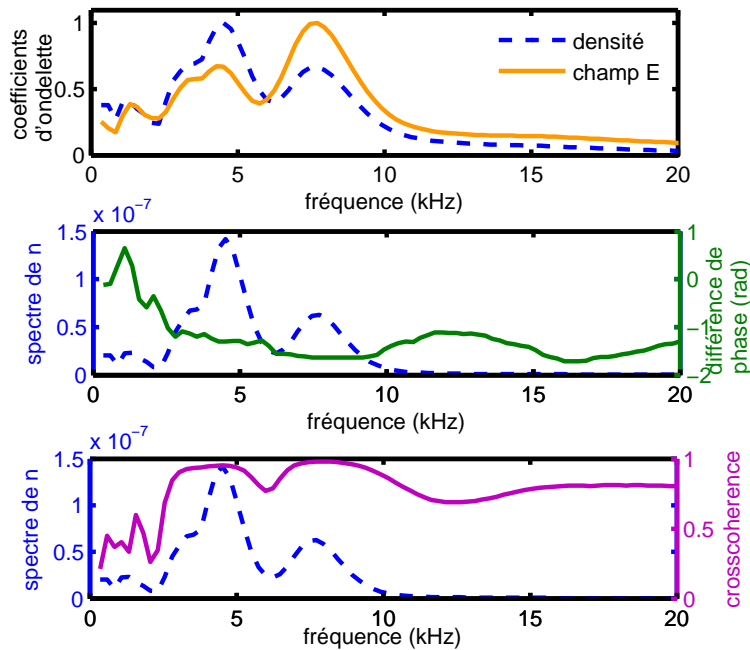 1
0.5
0
coefficients
d'ondelette
densité
champ E
0
5
10
15
20
fréquence (kHz)
x 10⁻⁷
1.5
1
0.5
0
spectre de n
1
0
−1
−2
différence de
phase (rad)
0
5
10
15
20
fréquence (kHz)
x 10⁻⁷
1.5
1
0.5
0
spectre de n
1
0.5
0
crosscoherence
0
5
10
15
20
fréquence (kHz)